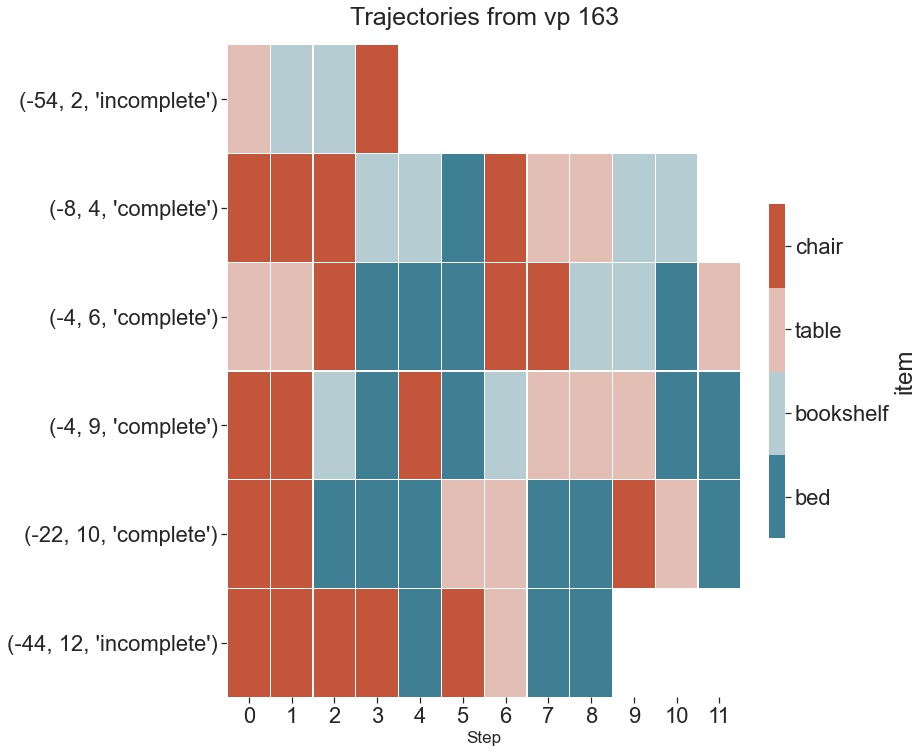 Trajectories from vp 163
(-54, 2, 'incomplete')
(-8, 4, 'complete')
(-4, 6, 'complete')
(-4, 9, 'complete')
(-22, 10, 'complete')
(-44, 12, 'incomplete')
0 1 2 3 4 5 6 7 8 9 10 11
Step
chair
table
bookshelf
bed
item